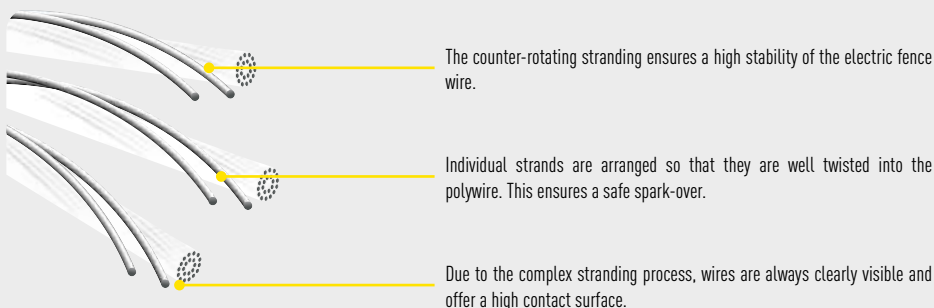 The counter-rotating stranding ensures a high stability of the electric fence
wire.
Individual strands are arranged so that they are well twisted into the
polywire. This ensures a safe spark-over.
Due to the complex stranding process, wires are always clearly visible and
offer a high contact surface.